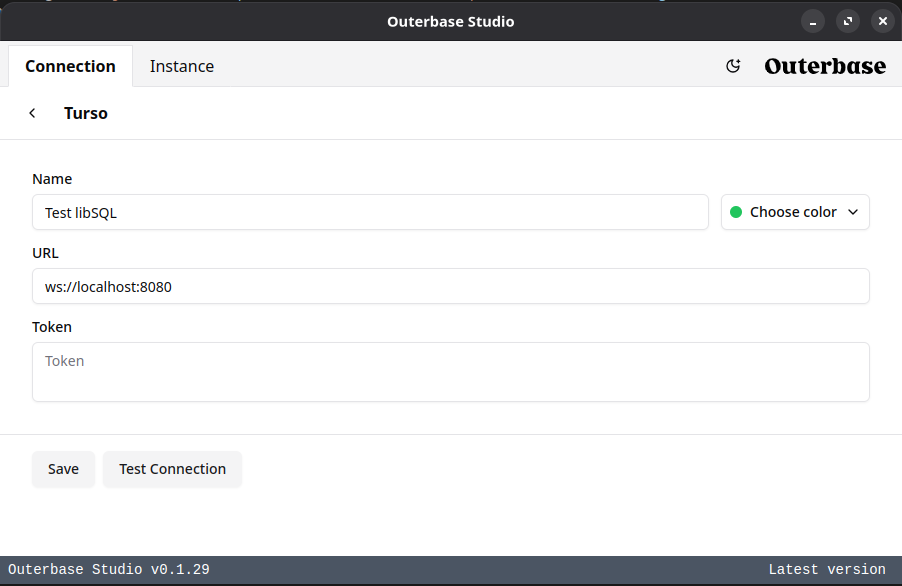 Outerbase Studio
Connection Instance Outerbase
Turso
Name
Test libSQL Choose color
URL
ws://localhost:8080
Token
Token
Save Test Connection
Outerbase Studio v0.1.29 Latest version